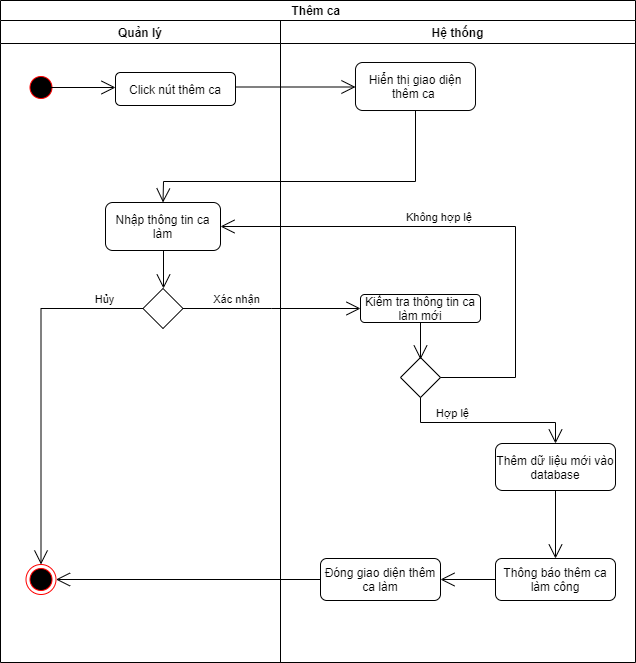 Thêm ca
Quản lý
Hệ thống
Click nút thêm ca
Hiển thị giao diện
thêm ca
Nhập thông tin ca
làm
Không hợp lệ
Hủy
Xác nhận
Kiểm tra thông tin ca
làm mới
Hợp lệ
Thêm dữ liệu mới vào
database
Đóng giao diện thêm
ca làm
Thông báo thêm ca
làm công